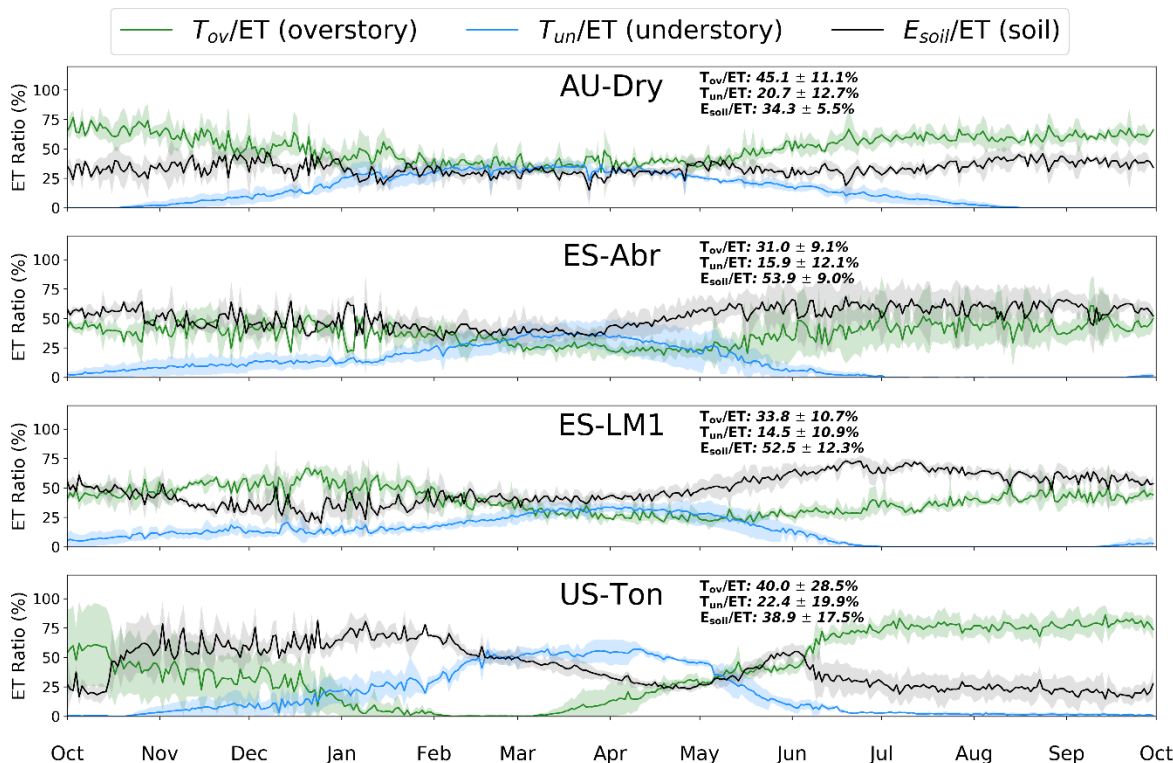 T_ov/ET (overstory) T_un/ET (understory) E_soil/ET (soil)
AU-Dry
T_ov/ET: 45.1 ± 11.1%
T_un/ET: 20.7 ± 12.7%
E_soil/ET: 34.3 ± 5.5%
ET Ratio (%)
100
75
50
25
0
ES-Abr
T_ov/ET: 31.0 ± 9.1%
T_un/ET: 15.9 ± 12.1%
E_soil/ET: 53.9 ± 9.0%
ET Ratio (%)
100
75
50
25
0
ES-LM1
T_ov/ET: 33.8 ± 10.7%
T_un/ET: 14.5 ± 10.9%
E_soil/ET: 52.5 ± 12.3%
ET Ratio (%)
100
75
50
25
0
US-Ton
T_ov/ET: 40.0 ± 28.5%
T_un/ET: 22.4 ± 19.9%
E_soil/ET: 38.9 ± 17.5%
ET Ratio (%)
100
75
50
25
0
Oct Nov Dec Jan Feb Mar Apr May Jun Jul Aug Sep Oct